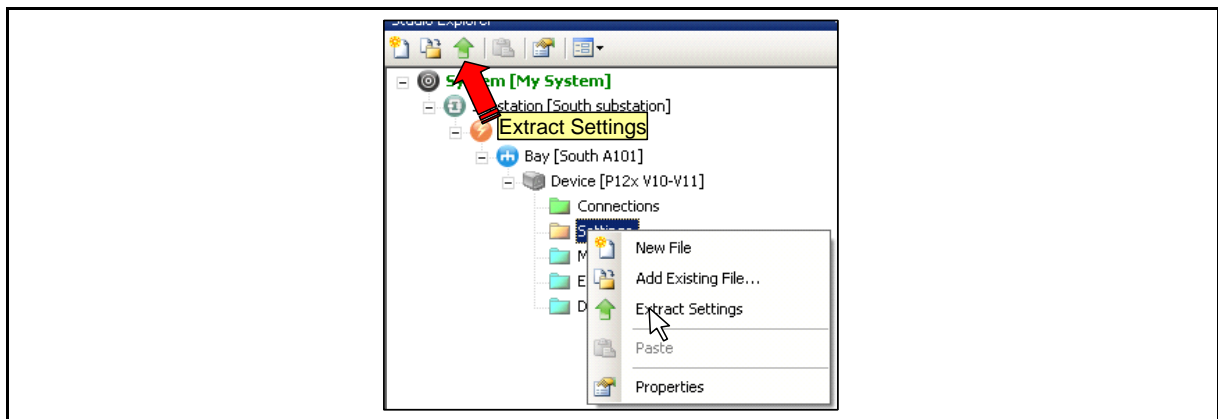 Studio Explorer
System [My System]
Substation [South substation]
Extract Settings
Bay [South A101]
Device [P12x V10-V11]
Connections
Settings
New File
M
Add Existing File...
E
Extract Settings
D
Paste
Properties